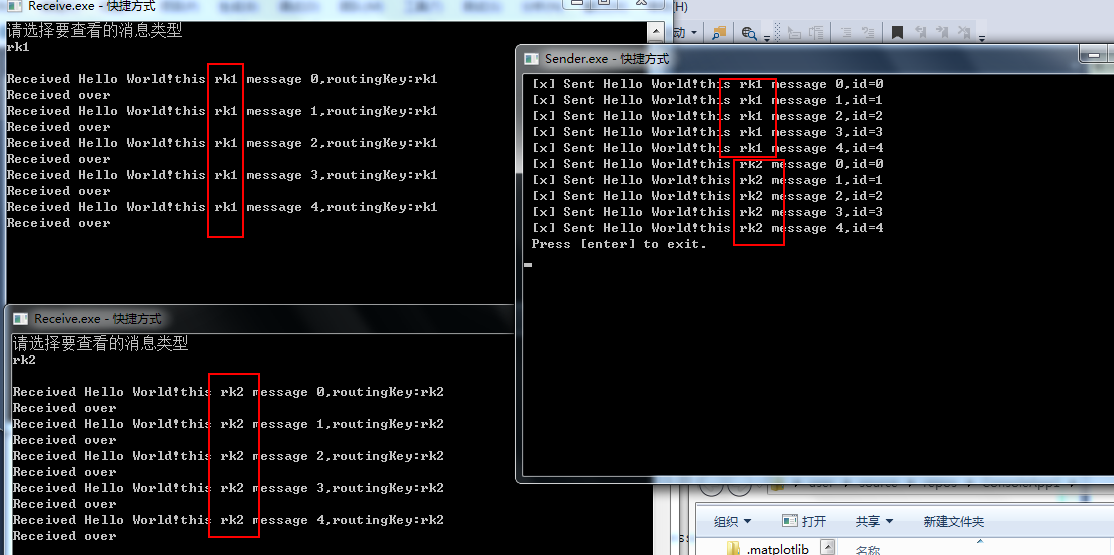 Receive.exe - 快捷方式
请选择要查看的消息类型
rk1
Received Hello World!this rk1 message 0,routingKey:rk1
Received over
Received Hello World!this rk1 message 1,routingKey:rk1
Received over
Received Hello World!this rk1 message 2,routingKey:rk1
Received over
Received Hello World!this rk1 message 3,routingKey:rk1
Received over
Received Hello World!this rk1 message 4,routingKey:rk1
Received over
Receive.exe - 快捷方式
请选择要查看的消息类型
rk2
Received Hello World!this rk2 message 0,routingKey:rk2
Received over
Received Hello World!this rk2 message 1,routingKey:rk2
Received over
Received Hello World!this rk2 message 2,routingKey:rk2
Received over
Received Hello World!this rk2 message 3,routingKey:rk2
Received over
Received Hello World!this rk2 message 4,routingKey:rk2
Received over
H)
动
Sender.exe - 快捷方式
[x] Sent Hello World!this rk1 message 0,id=0
[x] Sent Hello World!this rk1 message 1,id=1
[x] Sent Hello World!this rk1 message 2,id=2
[x] Sent Hello World!this rk1 message 3,id=3
[x] Sent Hello World!this rk1 message 4,id=4
[x] Sent Hello World!this rk2 message 0,id=0
[x] Sent Hello World!this rk2 message 1,id=1
[x] Sent Hello World!this rk2 message 2,id=2
[x] Sent Hello World!this rk2 message 3,id=3
[x] Sent Hello World!this rk2 message 4,id=4
Press [enter] to exit.
组织 打开 共享 新建文件夹
.matplotlib 名称